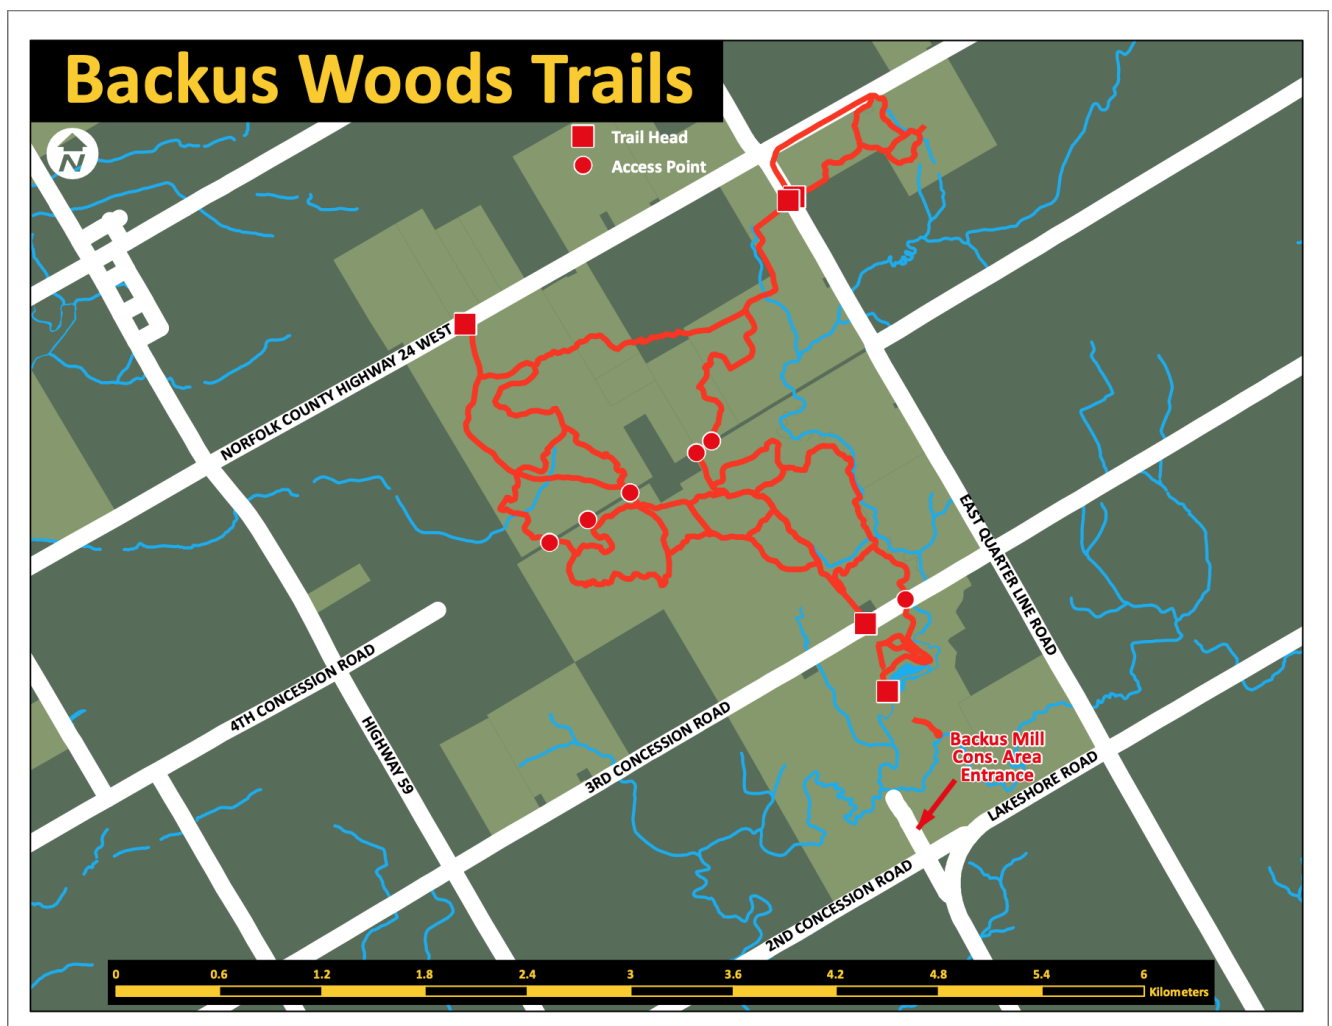 Backus Woods Trails
N
Trail Head
Access Point
NORFOLK COUNTY HIGHWAY 24 WEST
EAST QUARTER LINE ROAD
4TH CONCESSION ROAD
HIGHWAY 59
3RD CONCESSION ROAD
Backus Mill
Cons. Area
Entrance
LAKESHORE ROAD
2ND CONCESSION ROAD
0 0.6 1.2 1.8 2.4 3 3.6 4.2 4.8 5.4 6
Kilometers